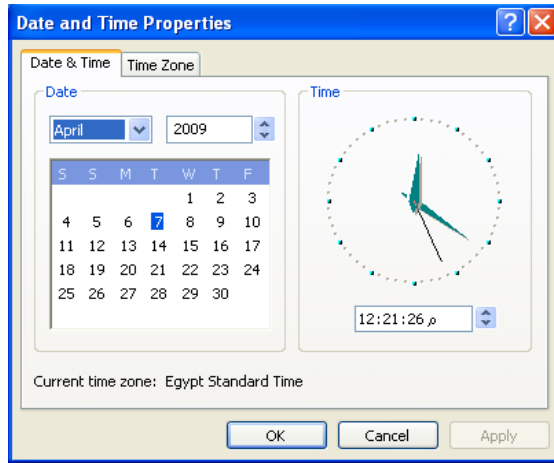 Date and Time Properties
Date & Time
Time Zone
Date
April
2009
S S M T W T F
1 2 3
4 5 6 7 8 9 10
11 12 13 14 15 16 17
18 19 20 21 22 23 24
25 26 27 28 29 30
Time
12:21:26 م
Current time zone: Egypt Standard Time
OK
Cancel
Apply